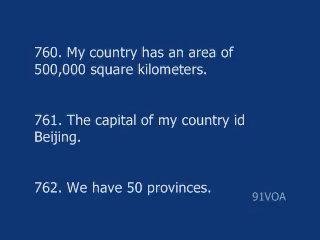 760. My country has an area of
500,000 square kilometers.
761. The capital of my country id
Beijing.
762. We have 50 provinces.
91VOA